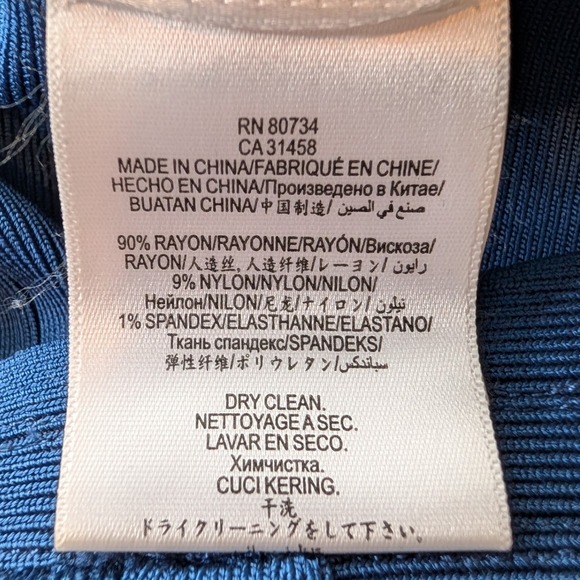 RN 80734
CA 31458
MADE IN CHINA/FABRIQUÉ EN CHINE/
HECHO EN CHINA/Произведено в Китае/
BUATAN CHINA/中国制造/ صنع في الصين
90% RAYON/RAYONNE/RAYÓN/Вискоза/
RAYON/人造丝, 人造纤维/レーヨン/ رايون
9% NYLON/NYLON/NILON/
Нейлон/NILON/尼龙/ナイロン/ نيلون
1% SPANDEX/ELASTHANNE/ELASTANO/
Ткань спандекс/SPANDEKS/
弹性纤维/ポリウレタン/سباندكس
DRY CLEAN.
NETTOYAGE A SEC.
LAVAR EN SECO.
Химчистка.
CUCI KERING.
干洗
ドライクリーニングをして下さい.